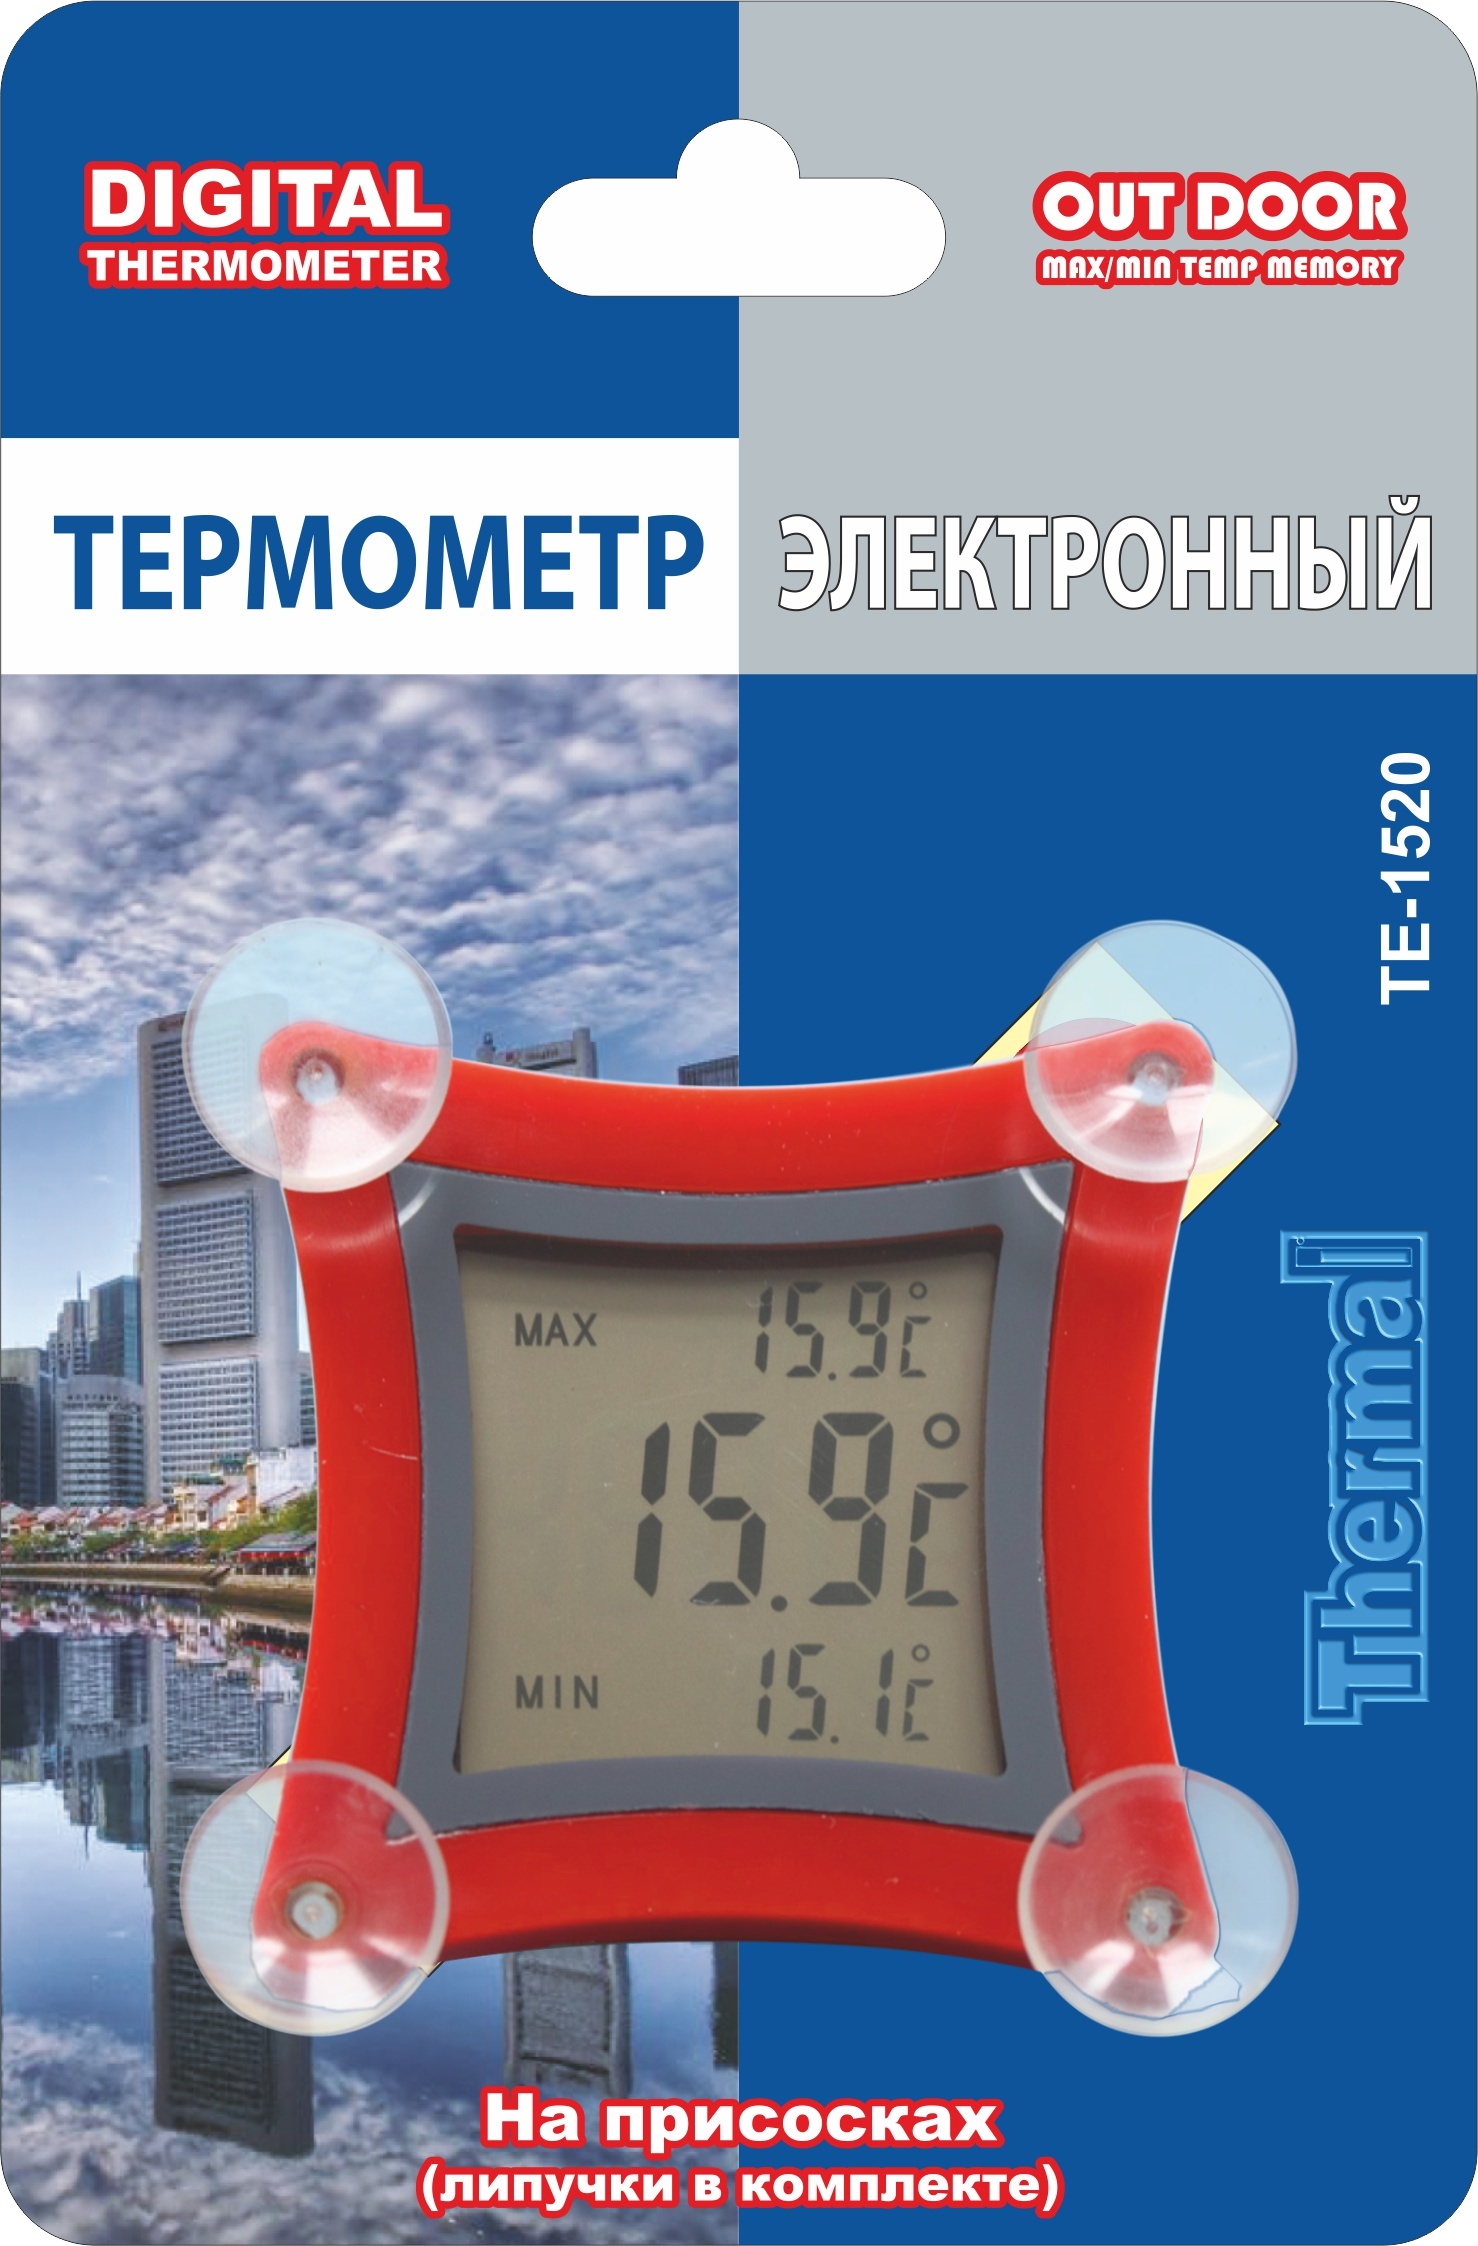 DIGITAL
THERMOMETER
OUT DOOR
MAX/MIN TEMP MEMORY
ТЕРМОМЕТР
ЭЛЕКТРОННЫЙ
TE-1520
Thermal
MAX 15.9°C
15.9°C
MIN 15.1°C
На присосках
(липучки в комплекте)